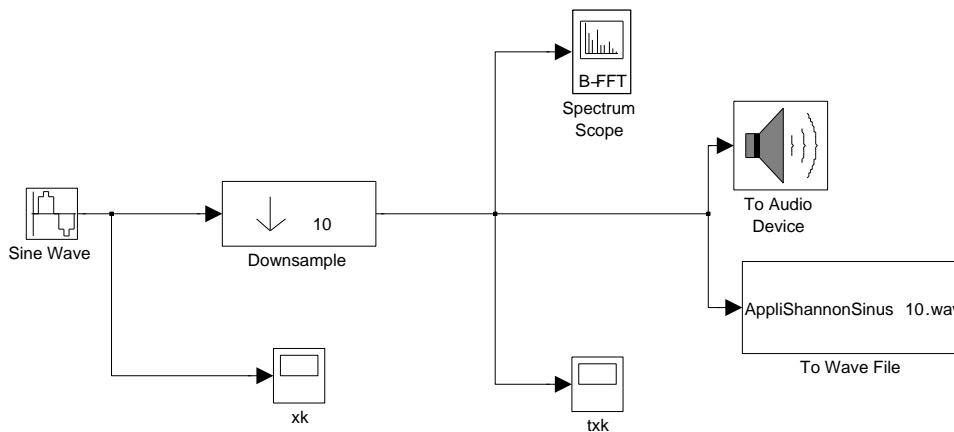 B-FFT
Spectrum
Scope
To Audio
Device
Sine Wave
10
Downsample
AppliShannonSinus 10.wav
To Wave File
xk
txk